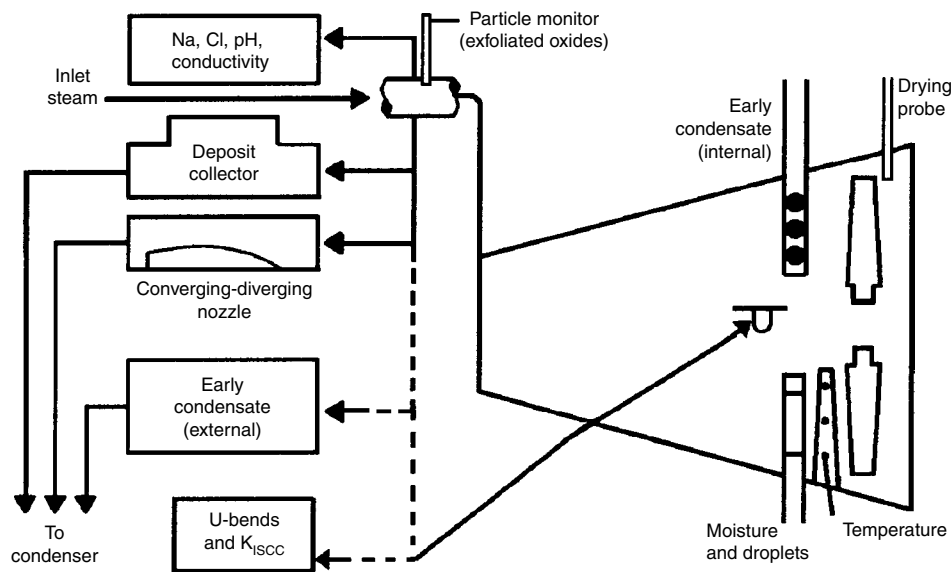 Na, Cl, pH,
conductivity
Particle monitor
(exfoliated oxides)
Inlet
steam
Deposit
collector
Converging-diverging
nozzle
Early
condensate
(external)
To
condenser
U-bends
and K_ISCC
Early
condensate
(internal)
Drying
probe
Moisture
and droplets
Temperature